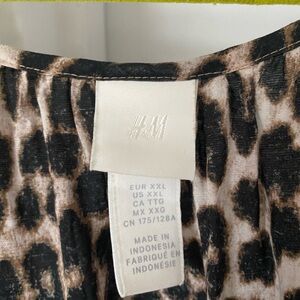 H&M
EUR XXL
US XXL
CA TTG
MX XXG
CN 175/128A
MADE IN
INDONESIA
FABRIQUÉ EN
INDONÉSIE